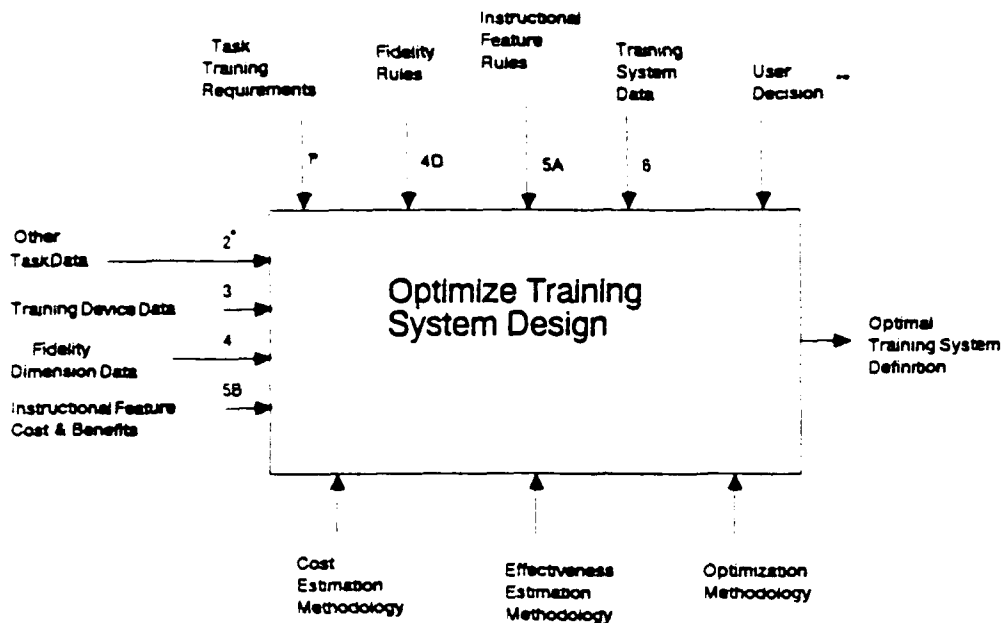 Task
Training
Requirements
Fidelity
Rules
Instructional
Feature
Rules
Training
System
Data
User
Decision **
4D
5A
6
Other
Task Data
2*
Training Device Data
3
Fidelity
Dimension Data
4
Instructional Feature
Cost & Benefits
5B
Optimize Training
System Design
Optimal
Training System
Definition
Cost
Estimation
Methodology
Effectiveness
Estimation
Methodology
Optimization
Methodology